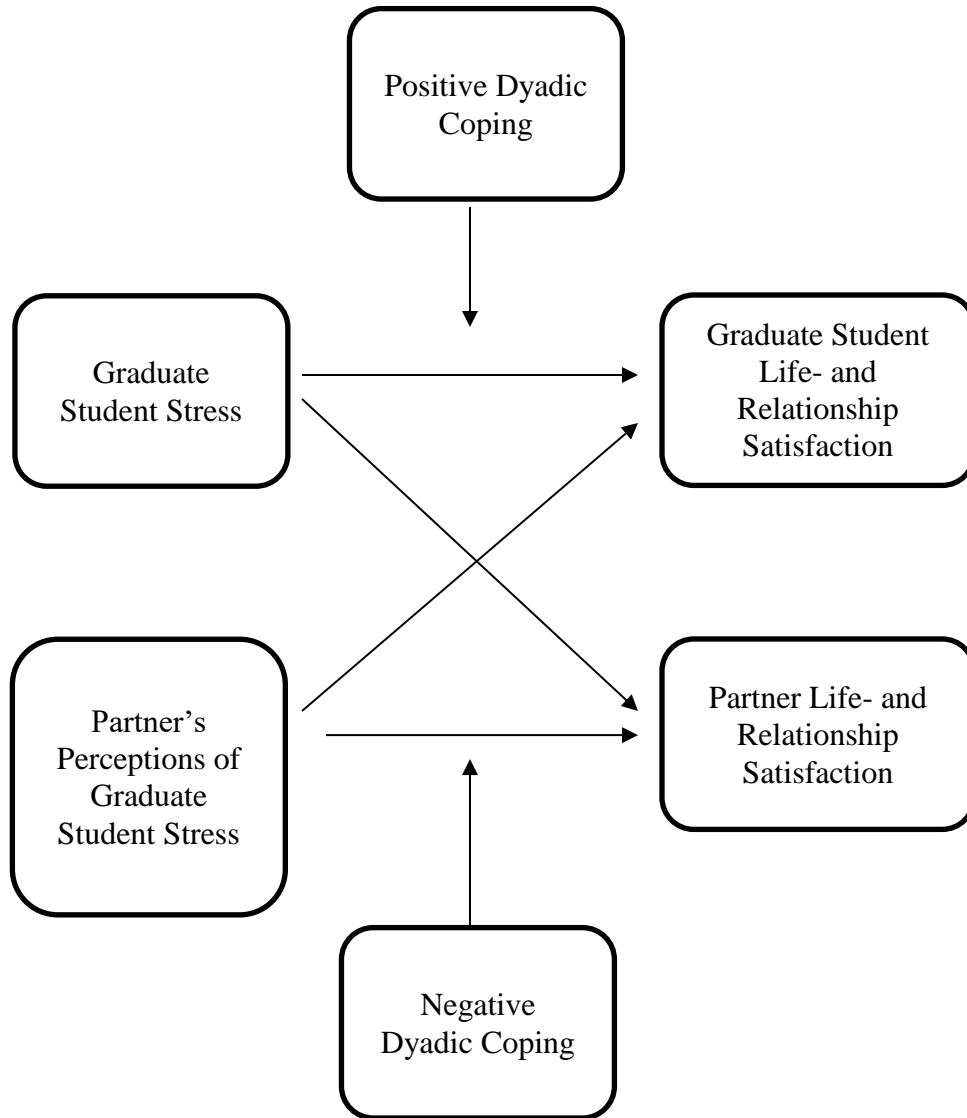 Positive Dyadic
Coping
Graduate
Student Stress
Graduate Student
Life- and
Relationship
Satisfaction
Partner’s
Perceptions of
Graduate
Student Stress
Partner Life- and
Relationship
Satisfaction
Negative
Dyadic Coping